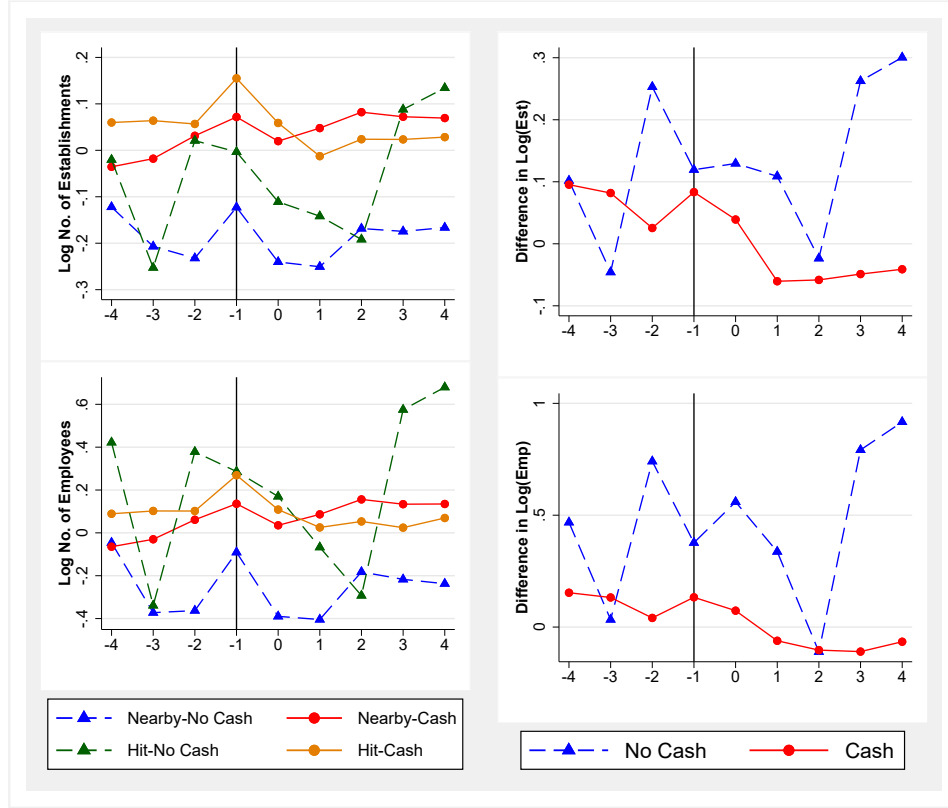 Log No. of Establishments
.2
.1
0
-.1
-.2
-.3
-4 -3 -2 -1 0 1 2 3 4
Difference in Log(Est)
.3
.2
.1
0
-.1
-4 -3 -2 -1 0 1 2 3 4
Log No. of Employees
.6
.4
.2
0
-.2
-.4
-4 -3 -2 -1 0 1 2 3 4
Difference in Log(Emp)
1
.5
0
-4 -3 -2 -1 0 1 2 3 4
Nearby-No Cash Nearby-Cash
Hit-No Cash Hit-Cash
No Cash Cash